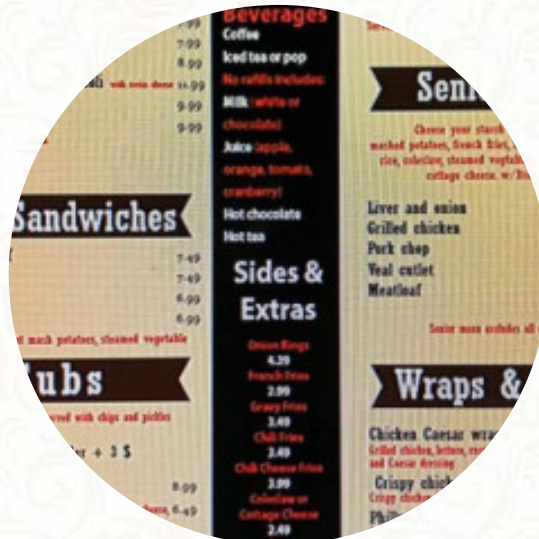 7.99
7.99
8.99
with swiss cheese 11.99
9.99
9.99
Sandwiches
7.49
7.49
6.99
6.99
mash potatoes, steamed vegetable
ubs
served with chips and pickles
+ 3 $
8.99
6.49
Beverages
Coffee
Iced tea or pop
No refills includes:
Milk (white or
chocolate)
Juice (apple,
orange, tomato,
cranberry)
Hot chocolate
Hot tea
Sides &
Extras
Onion Rings
4.29
French Fries
2.99
Gravy Fries
3.49
Chili Fries
3.49
Chili Cheese Fries
3.99
Coleslaw or
Cottage Cheese
2.49
Choose your starch
mashed potatoes, french fries,
rice, coleslaw, steamed vegetable
cottage cheese. w/
Liver and onion
Grilled chicken
Pork chop
Veal cutlet
Meatloaf
Senior menu includes all
Wraps &
Chicken Caesar wrap
Grilled chicken, lettuce,
and Caesar dressing
Crispy
Crispy chicken